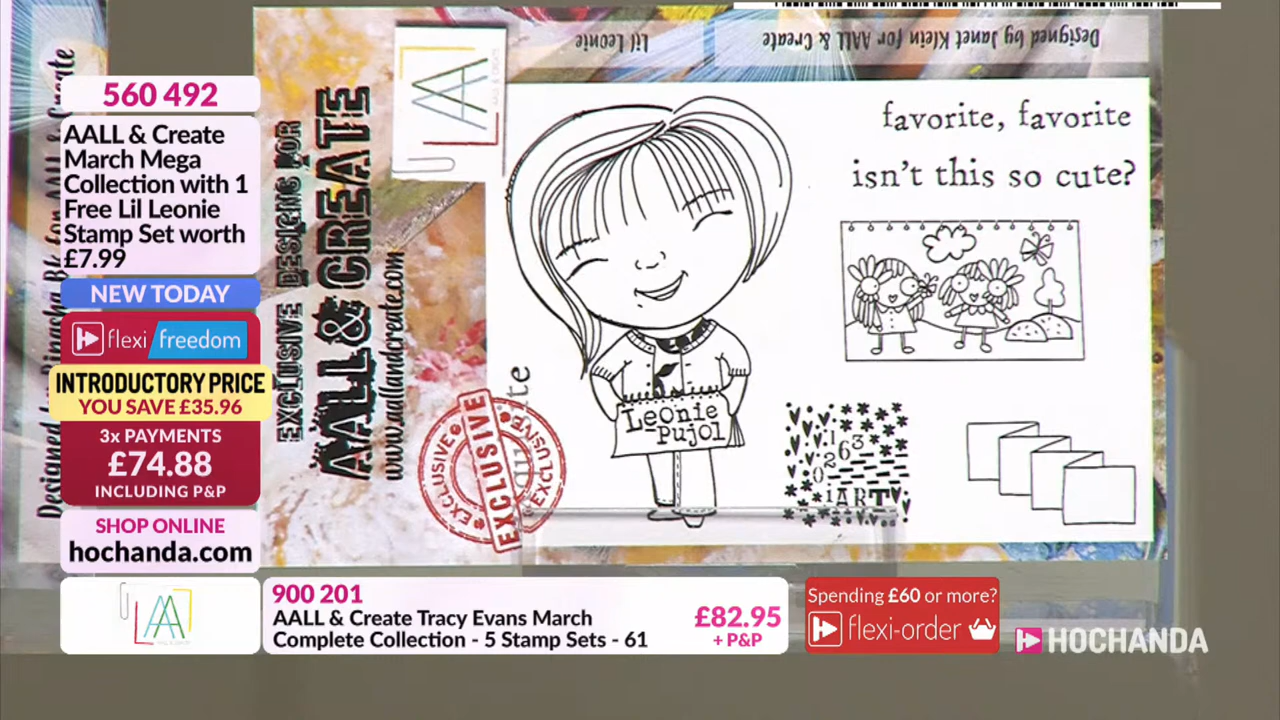 560 492
AALL & Create
March Mega
Collection with 1
Free Lil Leonie
Stamp Set worth
£7.99
NEW TODAY
flexi freedom
INTRODUCTORY PRICE
YOU SAVE £35.96
3x PAYMENTS
£74.88
INCLUDING P&P
SHOP ONLINE
hochanda.com
EXCLUSIVE DESIGNS FOR
AALL & CREATE
www.aallandcreate.com
Lil Leonie
Designed by Janet Klein for AALL & Create
favorite, favorite
isn't this so cute?
Leonie
Pujol
263
ART
EXCLUSIVE
EXCLUSIVE
EXCLUSIVE
900 201
AALL & Create Tracy Evans March
Complete Collection - 5 Stamp Sets - 61
£82.95
+ P&P
Spending £60 or more?
flexi-order
HOCHANDA